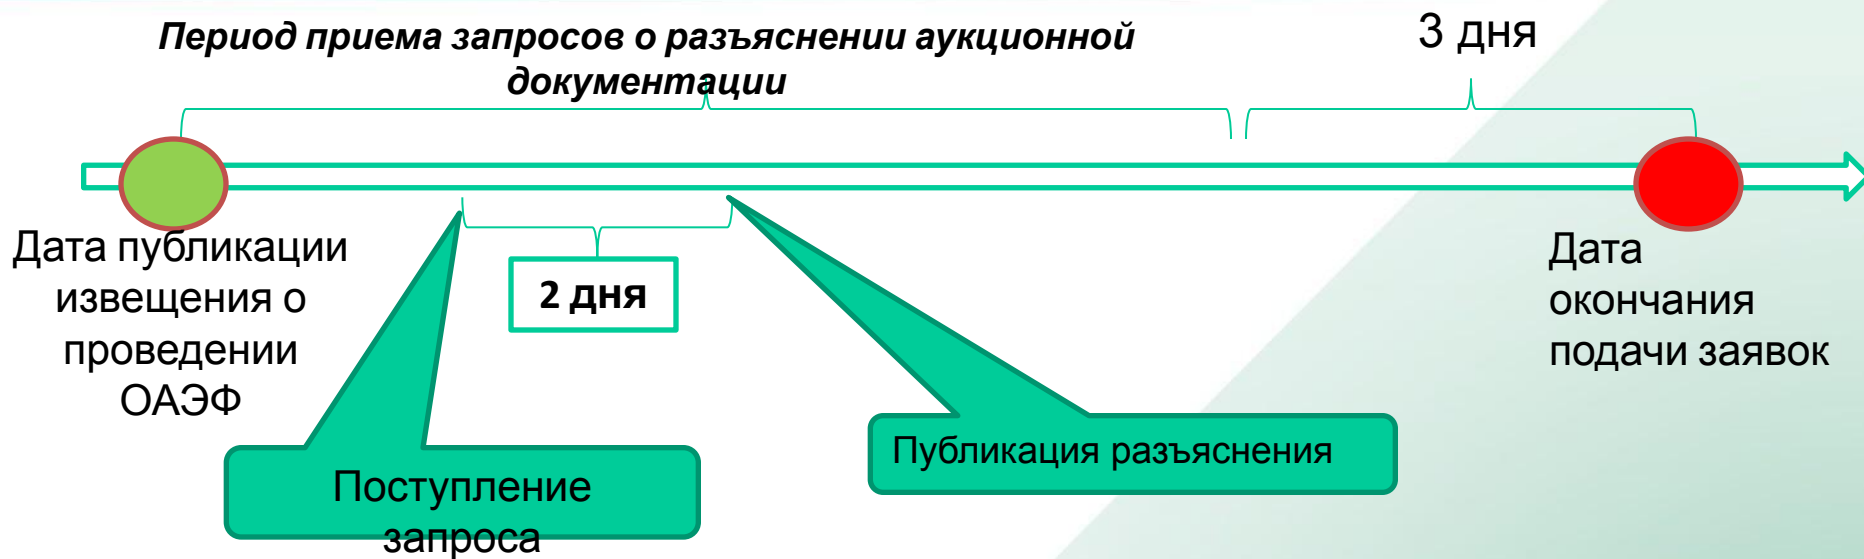 Период приема запросов о разъяснении аукционной
документации
3 дня
Дата публикации
извещения о
проведении
ОАЭФ
2 дня
Дата
окончания
подачи заявок
Поступление
запроса
Публикация разъяснения